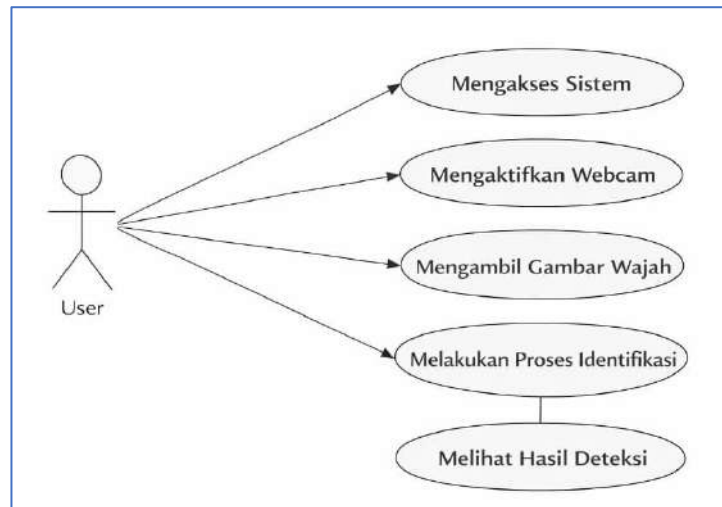 Mengakses Sistem
Mengaktifkan Webcam
Mengambil Gambar Wajah
User
Melakukan Proses Identifikasi
Melihat Hasil Deteksi